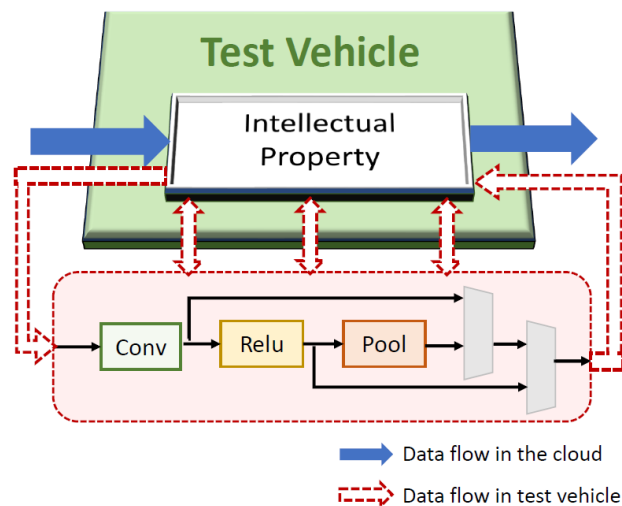 Test Vehicle
Intellectual
Property
Conv
Relu
Pool
Data flow in the cloud
Data flow in test vehicle